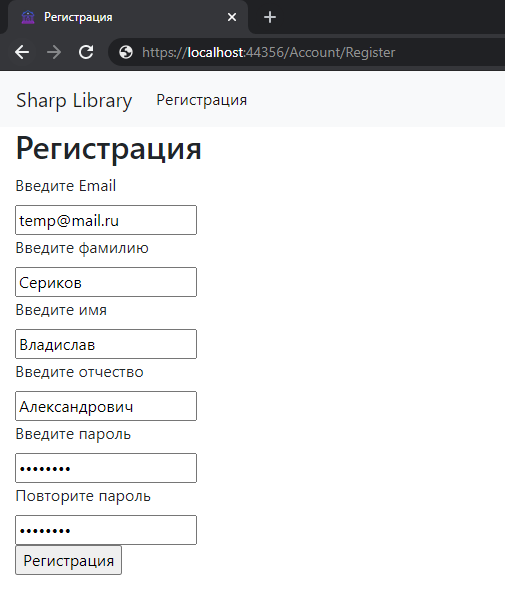 Регистрация
https://localhost:44356/Account/Register
Sharp Library Регистрация
Регистрация
Введите Email
temp@mail.ru
Введите фамилию
Сериков
Введите имя
Владислав
Введите отчество
Александрович
Введите пароль
••••••••
Повторите пароль
••••••••
Регистрация